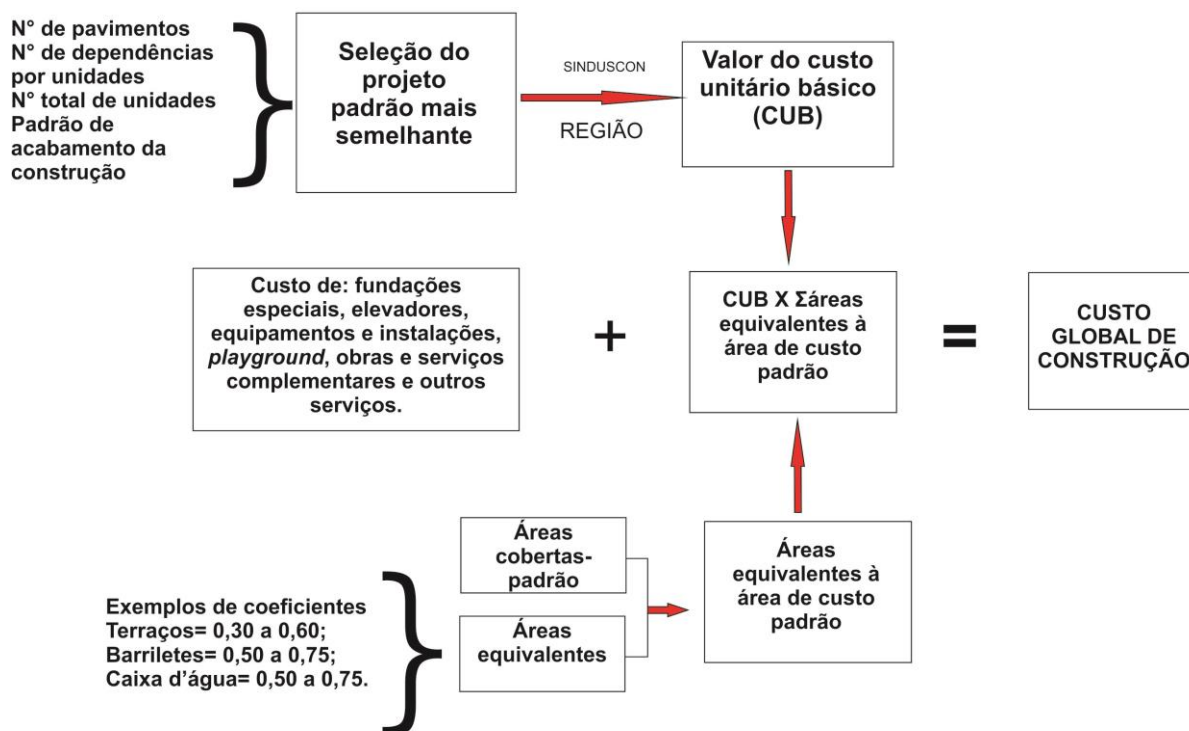 N° de pavimentos
N° de dependências
por unidades
N° total de unidades
Padrão de
acabamento da
construção
Seleção do
projeto
padrão mais
semelhante
SINDUSCON
REGIÃO
Valor do custo
unitário básico
(CUB)
Custo de: fundações
especiais, elevadores,
equipamentos e instalações,
playground, obras e serviços
complementares e outros
serviços.
+
CUB X Σáreas
equivalentes à
área de custo
padrão
=
CUSTO
GLOBAL DE
CONSTRUÇÃO
Exemplos de coeficientes
Terraços= 0,30 a 0,60;
Barriletes= 0,50 a 0,75;
Caixa d'água= 0,50 a 0,75.
Áreas
cobertas-
padrão
Áreas
equivalentes
Áreas
equivalentes à
área de custo
padrão